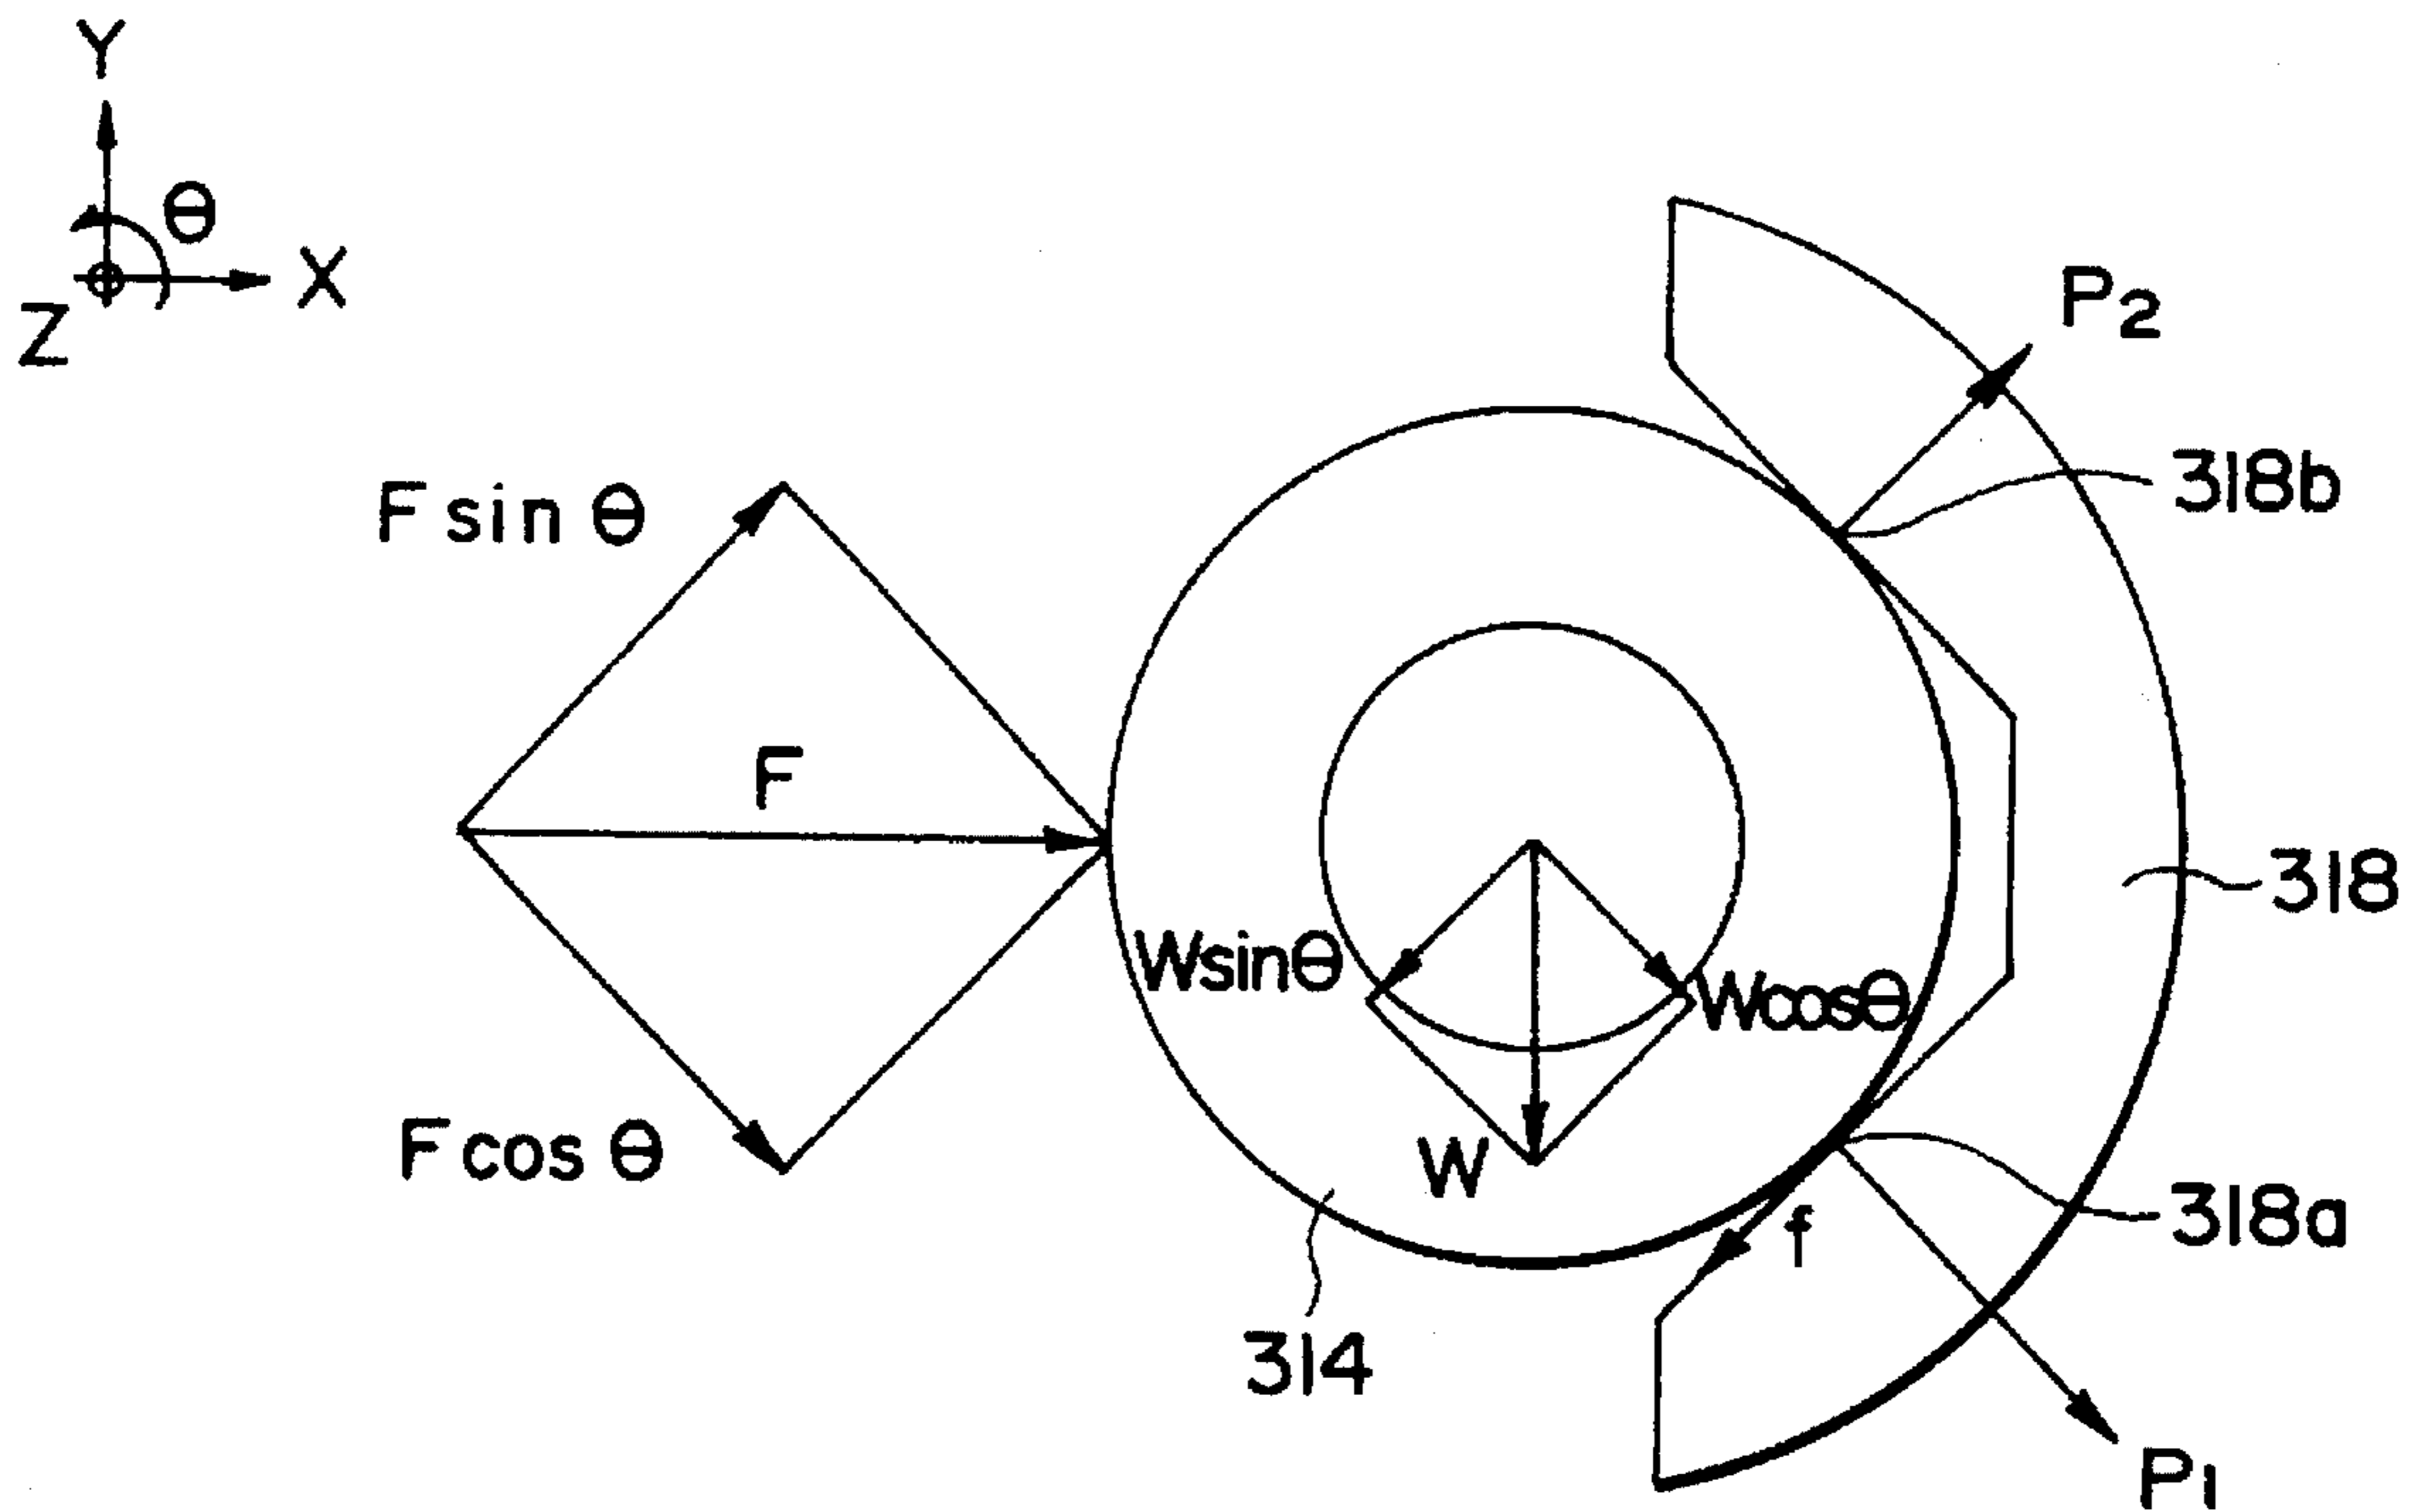 Y
θ
X
Z
P2
318b
F sin θ
F
318
Wsinθ
Wcosθ
W
F cos θ
f
318a
314
P1